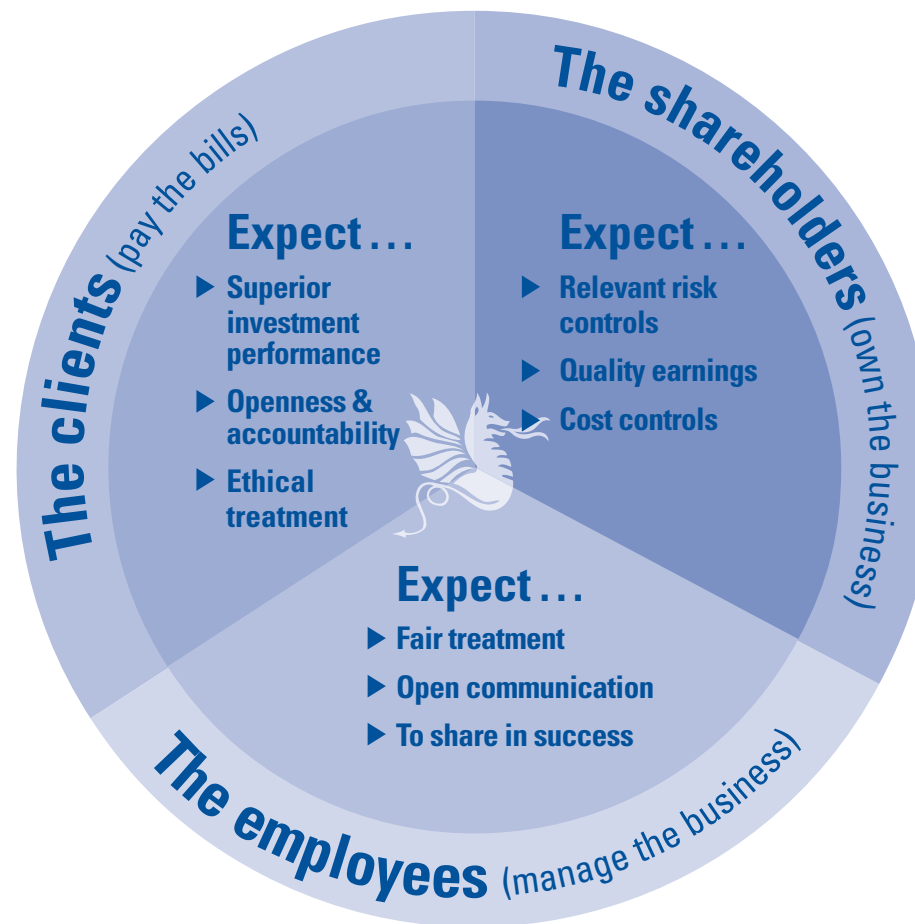 The clients (pay the bills)
Expect...
Superior
investment
performance
Openness &
accountability
Ethical
treatment
The shareholders (own the business)
Expect...
Relevant risk
controls
Quality earnings
Cost controls
Expect...
Fair treatment
Open communication
To share in success
The employees (manage the business)